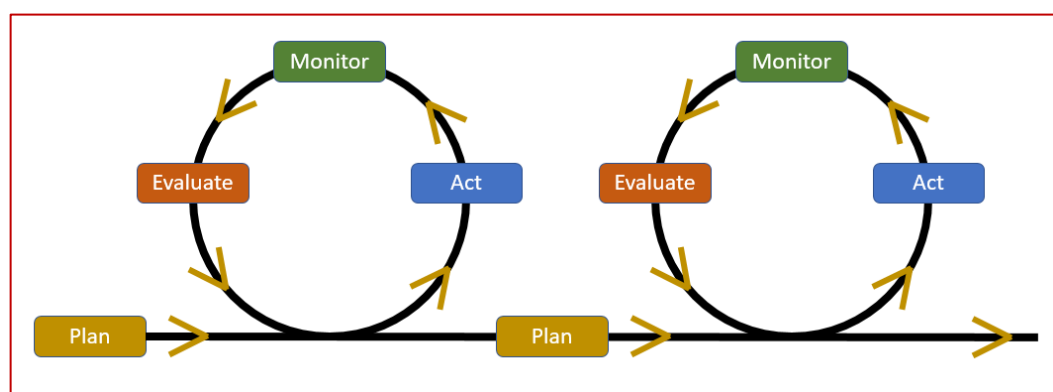 Monitor
Monitor
Evaluate
Act
Evaluate
Act
Plan
Plan